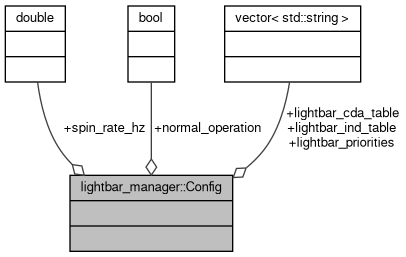 double
bool
vector< std::string >
+spin_rate_hz
+normal_operation
+lightbar_cda_table
+lightbar_ind_table
+lightbar_priorities
lightbar_manager::Config